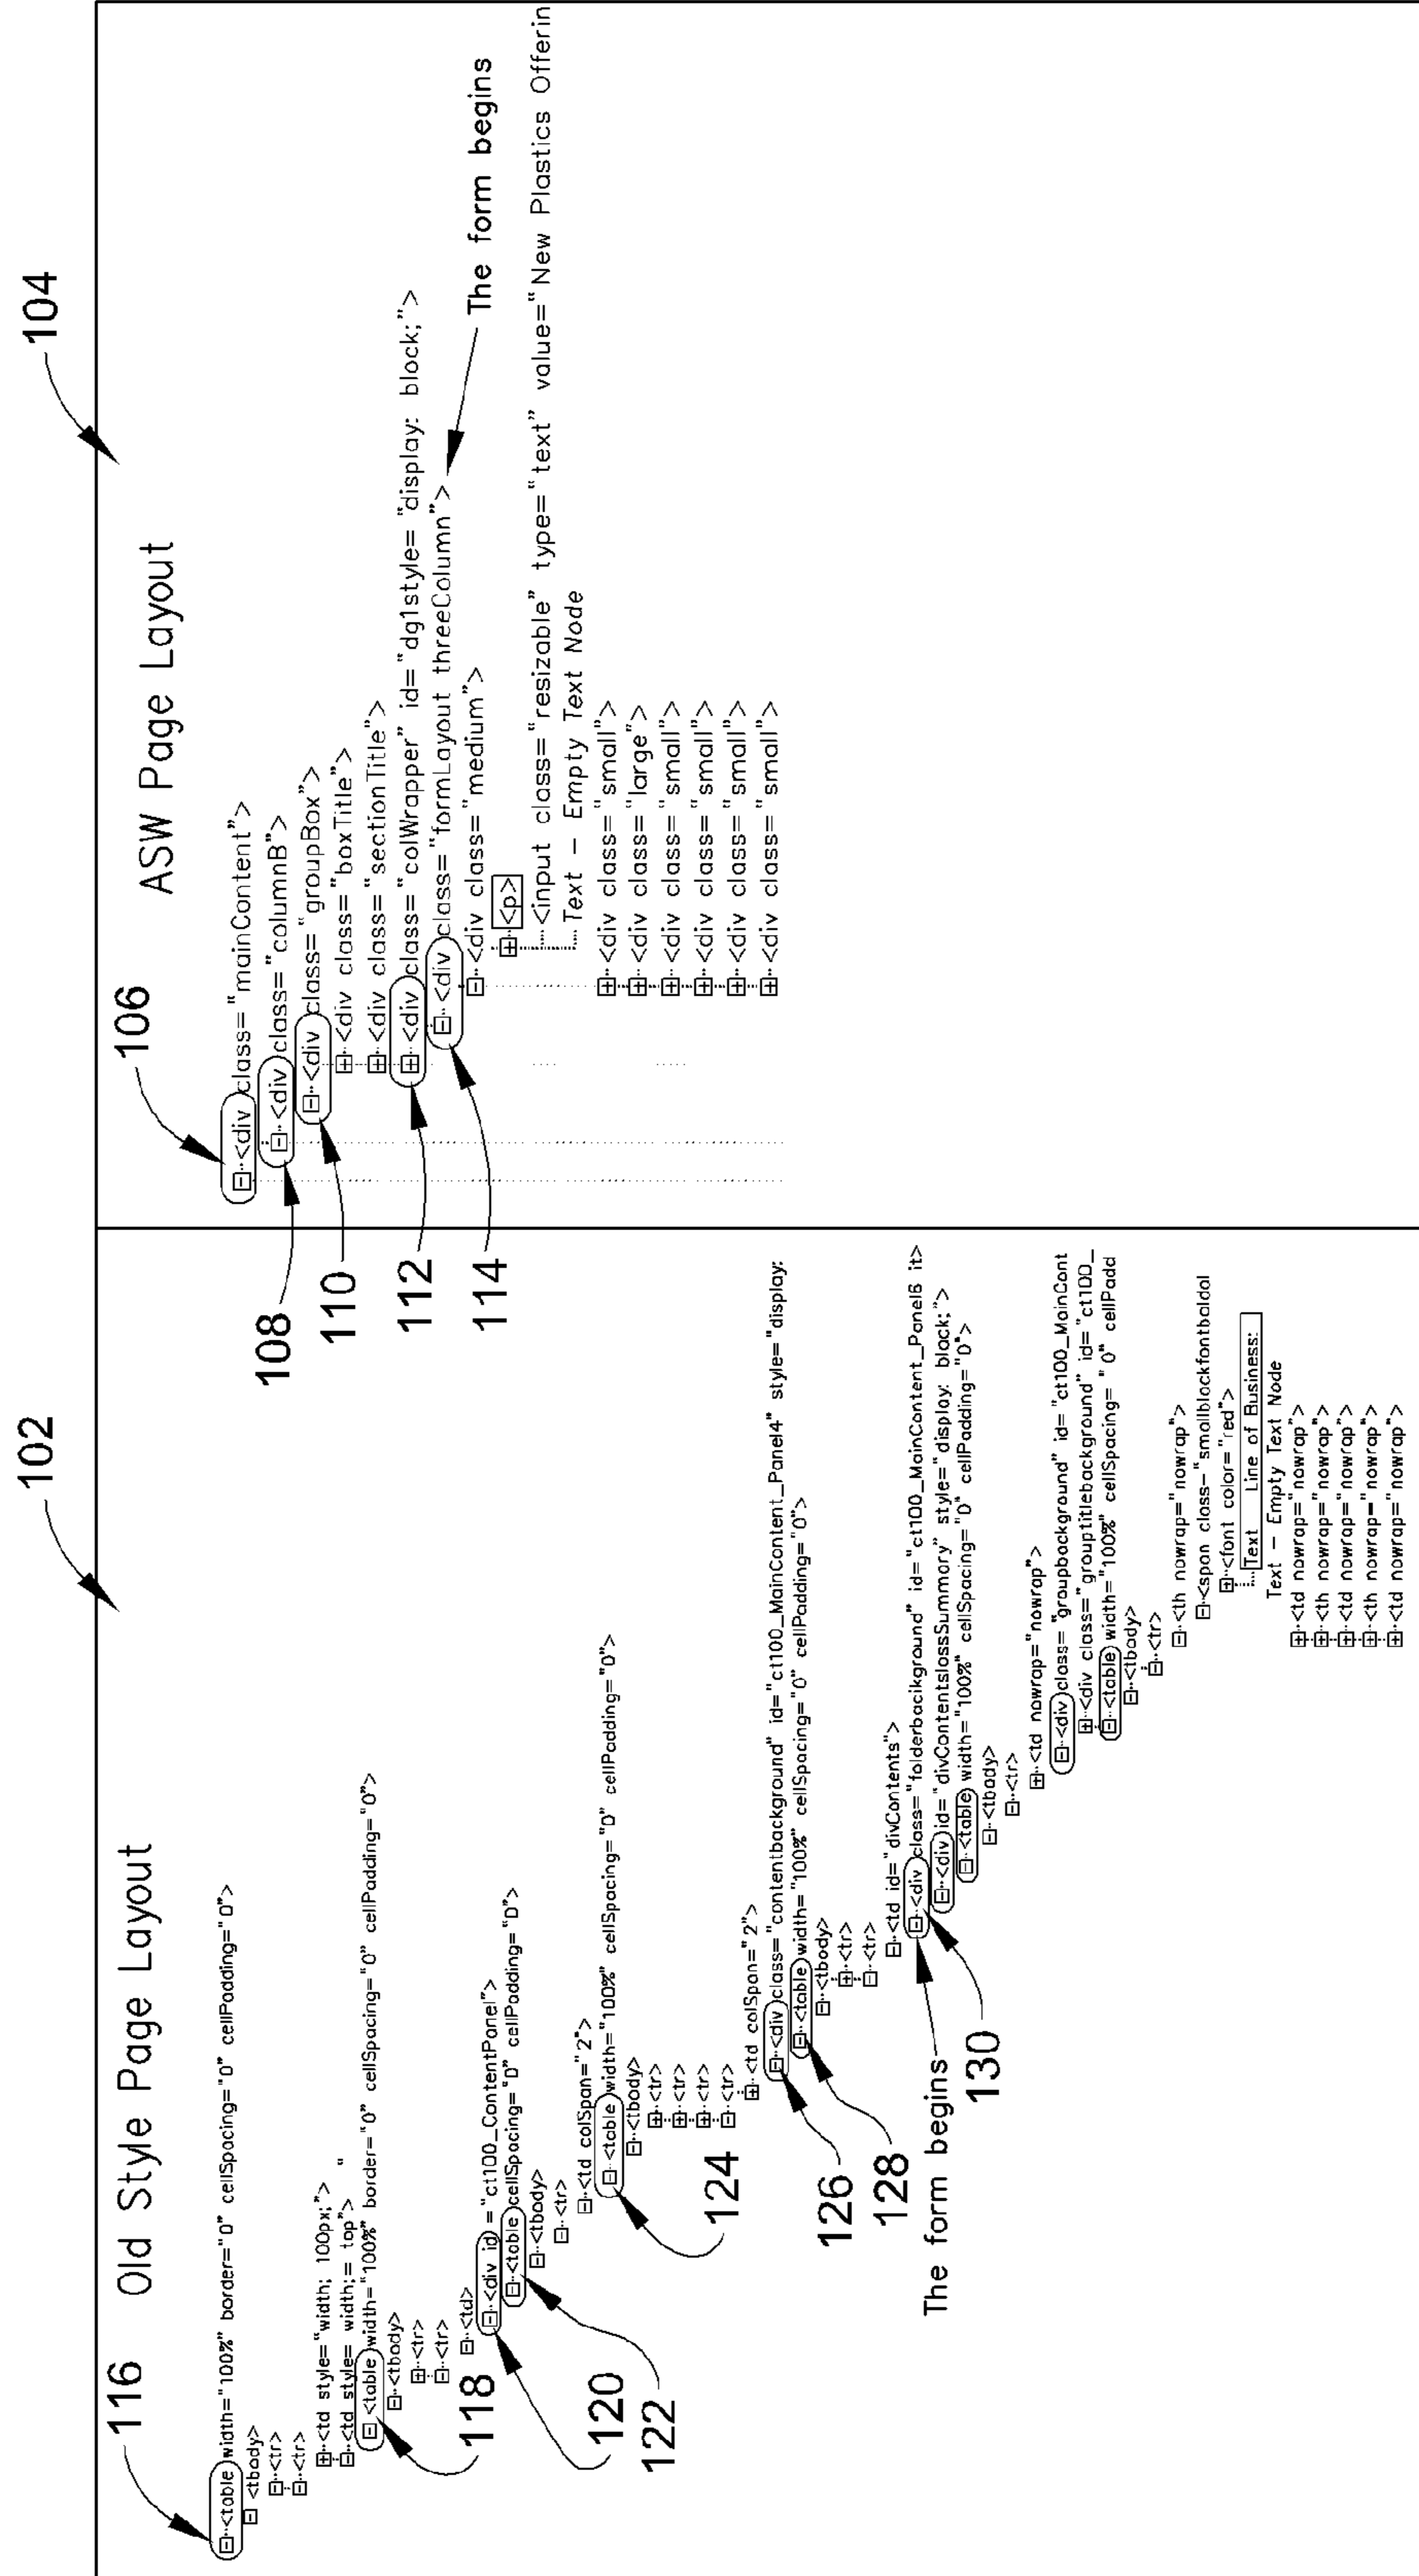 102
116
Old Style Page Layout
<table width="100%" border="0" cellSpacing="0" cellPadding="0">
<tbody>
<tr>
<tr>
<td style="width: 100px;">
<td style= width:= top"> "
<table width="100%" border="0" cellSpacing="0" cellPadding="0">
<tbody>
<tr>
<tr>
<td>
118
<div id ="ct100_ContentPanel">
<table cellSpacing="0" cellPadding="0">
<tbody>
<tr>
120
122
<td colSpan="2">
<table width="100%" cellSpacing="0" cellPadding="0">
<tbody>
<tr>
<tr>
<tr>
<tr>
124
<td colSpan="2">
<div class="contentbackground" id="ct100_MainContent_Panel4" style="display:
<table width="100%" cellSpacing="0" cellPadding="0">
<tbody>
<tr>
<tr>
126
128
<td id="divContents">
<div class="folderbacikground" id="ct100_MainContent_Panel6 it>
<div id="divContentslossSummary" style="display: block;">
<table width="100%" cellSpacing="0" cellPadding="0">
<tbody>
<tr>
The form begins
130
<td nowrap="nowrap">
<div class="groupbackground" id="ct100_MainCont
<div class="grouptitlebackground" id="ct100_
<table width="100%" cellSpacing= "0" cellPadd
<tbody>
<tr>
<th nowrap="nowrap">
<span class="smallblockfontboldal
<font color="red">
Text Line of Business:
Text – Empty Text Node
<td nowrap="nowrap">
<th nowrap="nowrap">
<td nowrap="nowrap">
<th nowrap="nowrap">
<td nowrap="nowrap">
104
106
ASW Page Layout
<div class="mainContent">
<div class="columnB">
<div class="groupBox">
<div class="boxTitle">
<div class="sectionTitle">
<div class="colWrapper" id="dg1style="display: block;">
<div class="formLayout threeColumn">
<div class="medium">
<p>
<input class="resizable" type="text" value="New Plastics Offerin
Text – Empty Text Node
<div class="small">
<div class="large">
<div class="small">
<div class="small">
<div class="small">
<div class="small">
The form begins
108
110
112
114